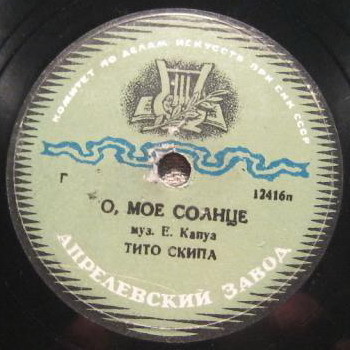 КОМИТЕТ ПО ДЕЛАМ ИСКУССТВ ПРИ СНК СССР
Г
12416п
О, МОЕ СОЛНЦЕ
муз. Е. Капуа
ТИТО СКИПА
АПРЕЛЕВСКИЙ ЗАВОД